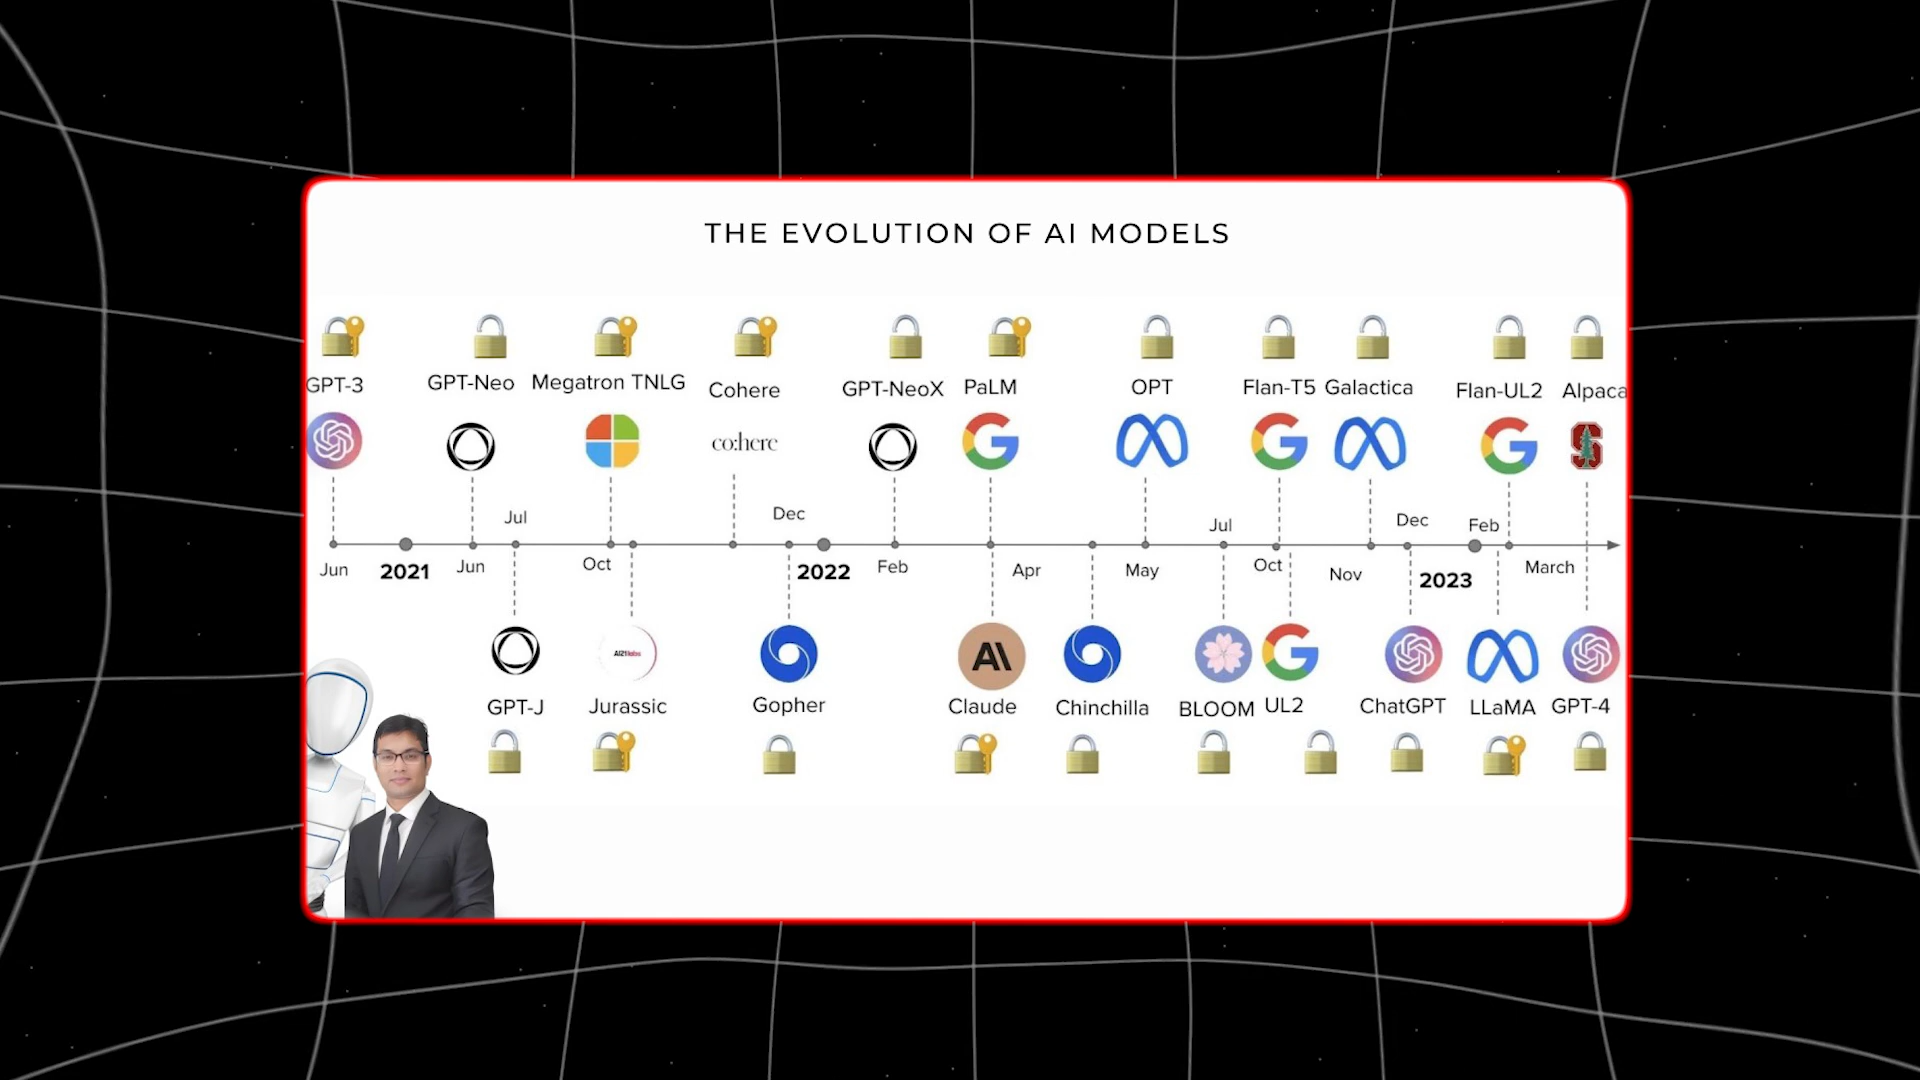 THE EVOLUTION OF AI MODELS
GPT-3
GPT-Neo
Megatron TNLG
Cohere
GPT-NeoX
PaLM
OPT
Flan-T5
Galactica
Flan-UL2
Alpaca
co:here
S
Jul
Dec
Jul
Dec
Feb
Jun
2021
Jun
Oct
2022
Feb
Apr
May
Oct
Nov
2023
March
AI21labs
A\
GPT-J
Jurassic
Gopher
Claude
Chinchilla
BLOOM
UL2
ChatGPT
LLaMA
GPT-4